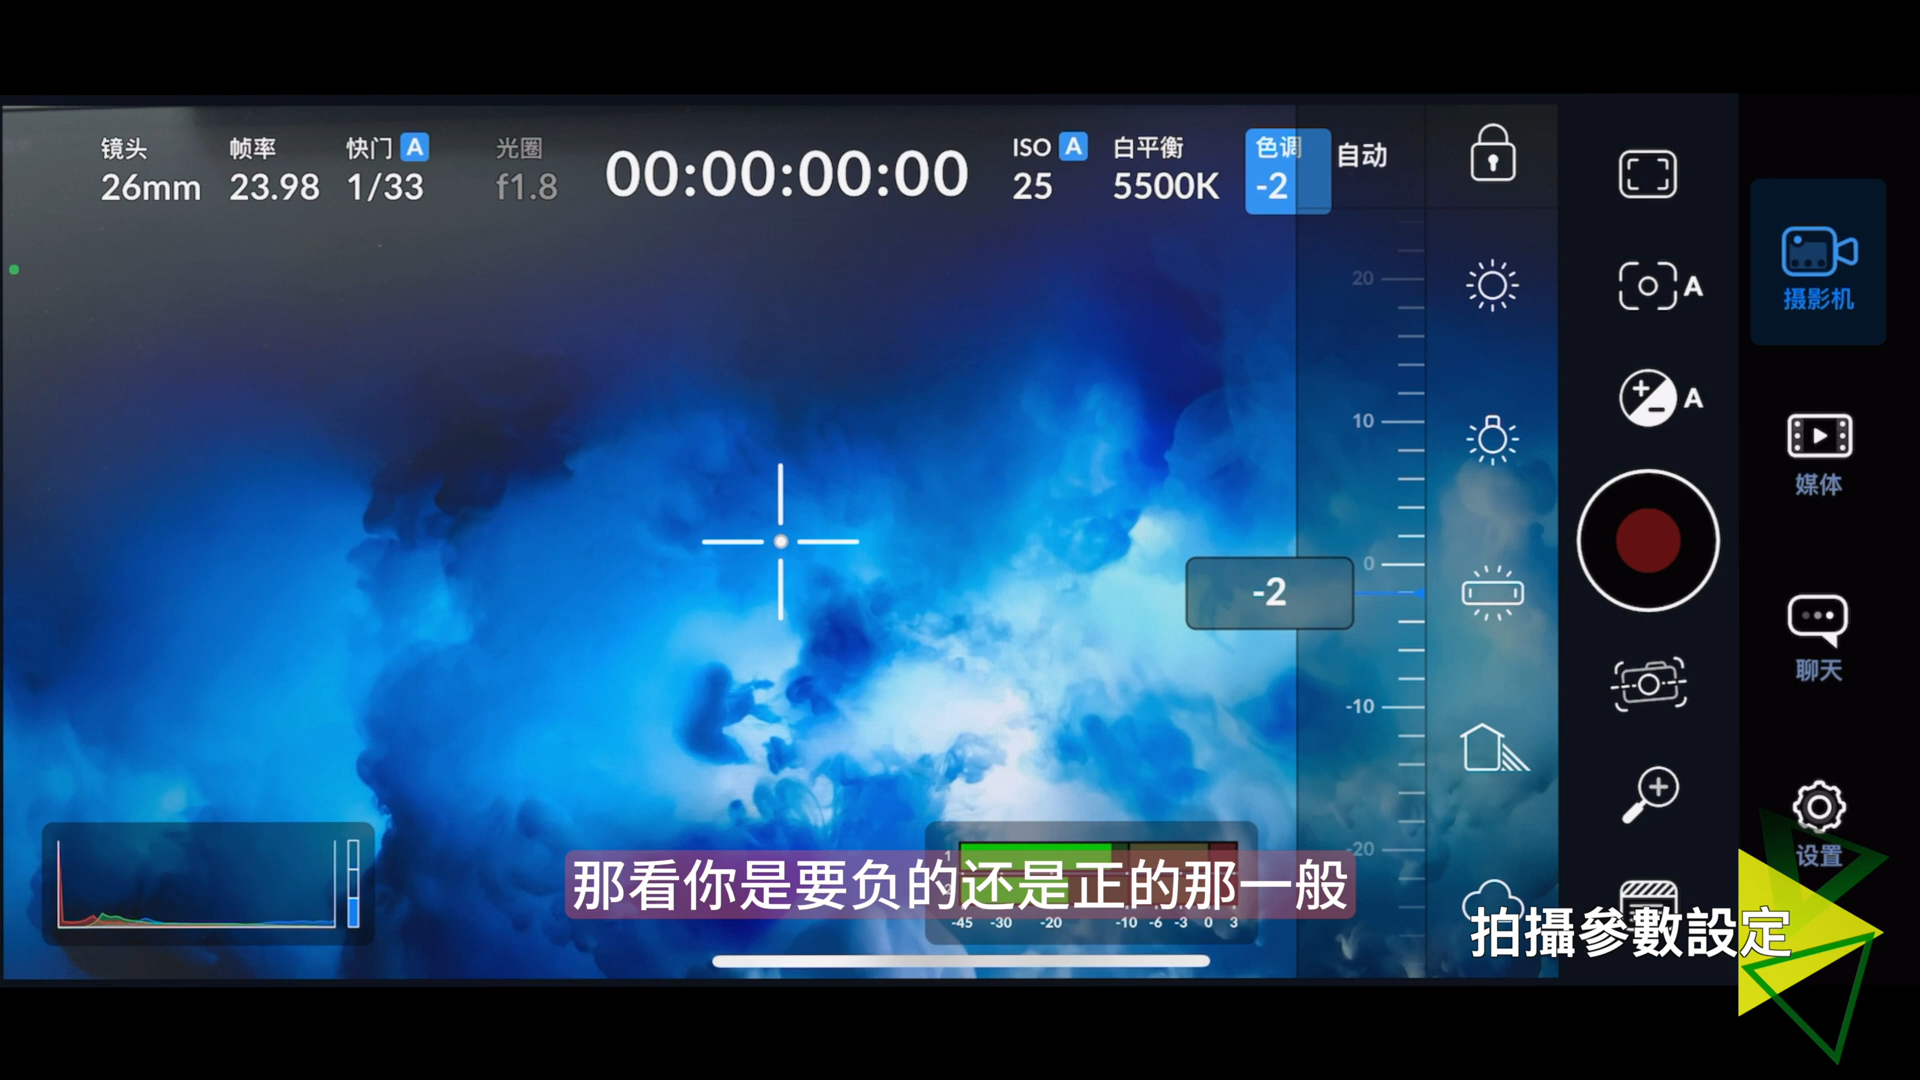 镜头
26mm
帧率
23.98
快门 A
1/33
光圈
f1.8
00:00:00:00
ISO A
25
白平衡
5500K
色调
-2
自动
A
A
摄影机
媒体
聊天
设置
20
10
0
-2
-10
-20
1
-45 -30 -20 -10 -6 -3 0 3
那看你是要负的还是正的那一般
拍攝參數設定